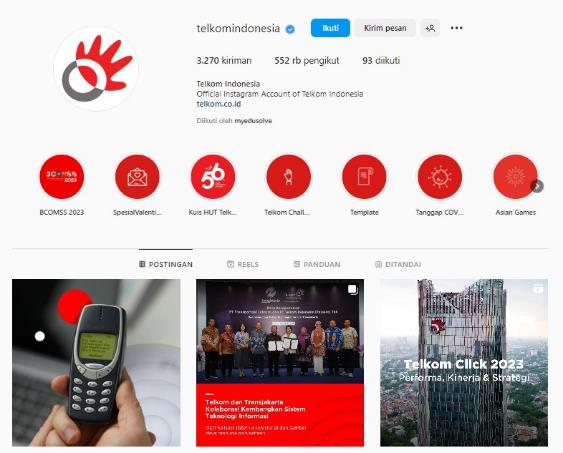 telkomindonesia
Ikuti
Kirim pesan
3.270 kiriman
552 rb pengikut
93 diikuti
Telkom Indonesia
Official Instagram Account of Telkom Indonesia
telkom.co.id
Diikuti oleh myedusolve
BCOMSS
2023
56
BCOMSS 2023
SpesialValenti...
Kuis HUT Telk...
Telkom Chall...
Template
Tanggap COV...
Asian Games
POSTINGAN
REELS
PANDUAN
DITANDAI
Telkom dan Transjakarta
Kolaborasi Kembangkan Sistem
Teknologi Informasi
Telkom Click 2023
Performa, Kinerja & Strategi